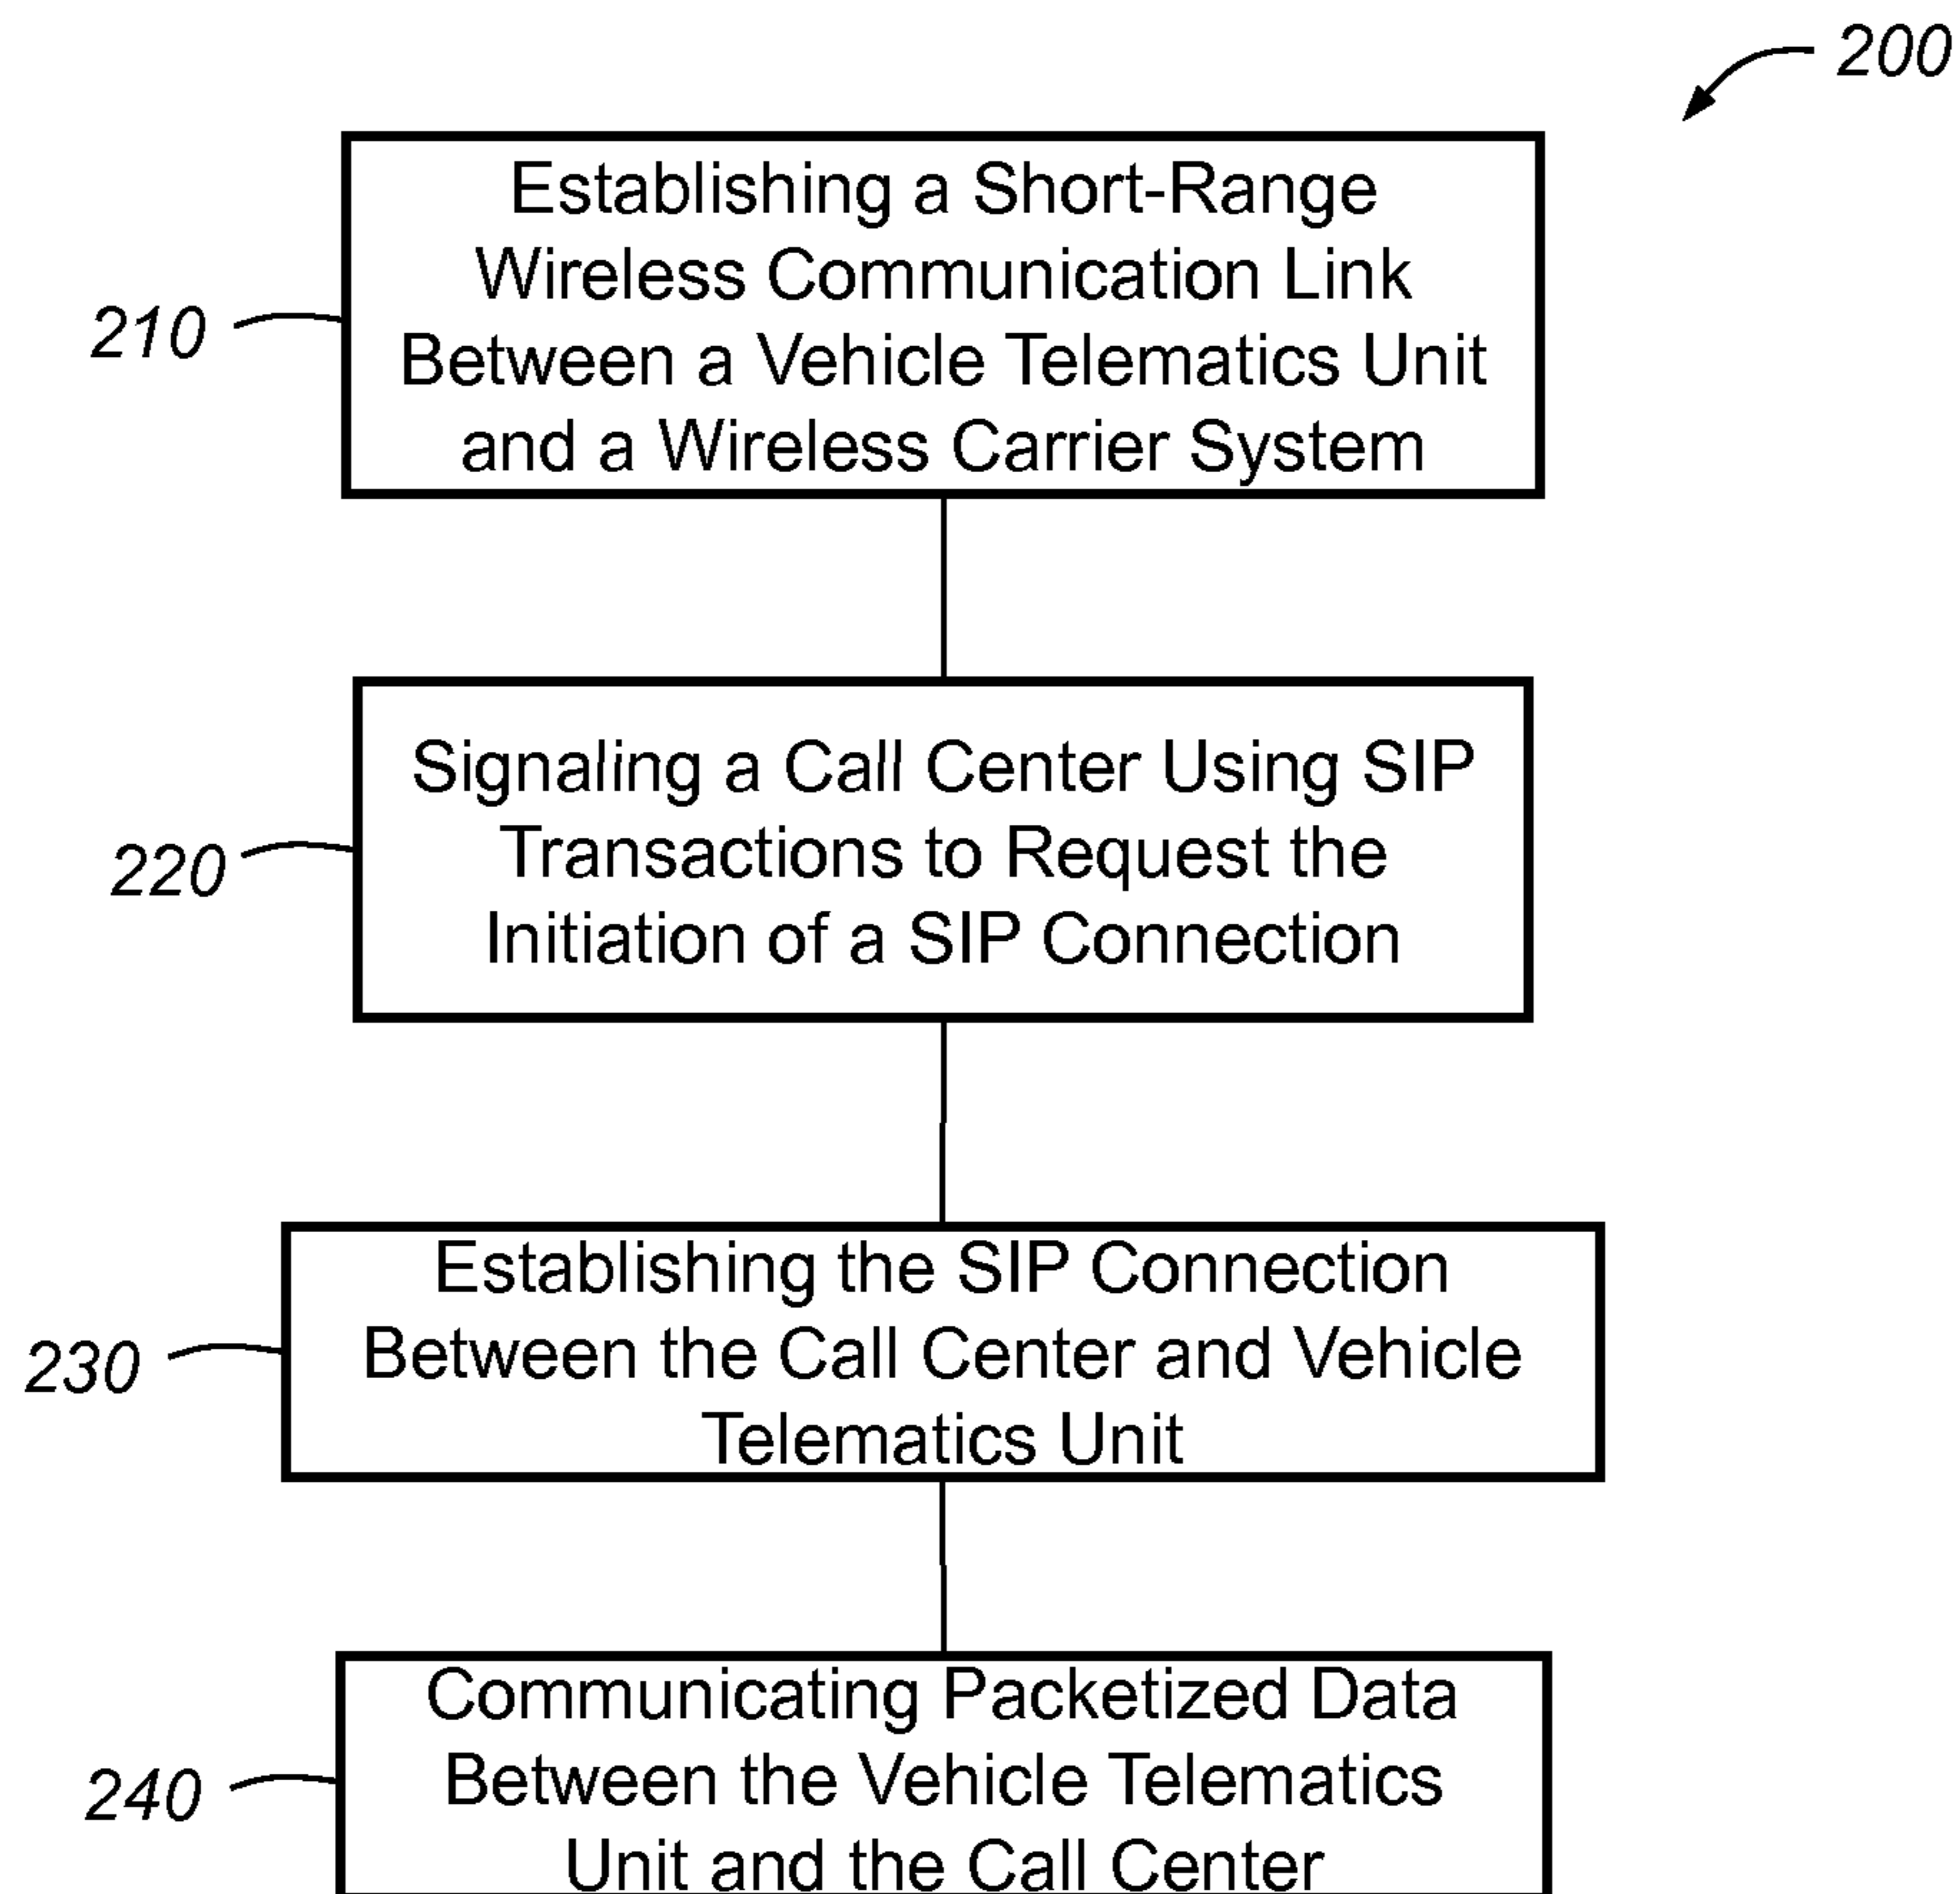 200
Establishing a Short-Range
Wireless Communication Link
Between a Vehicle Telematics Unit
and a Wireless Carrier System
210
Signaling a Call Center Using SIP
Transactions to Request the
Initiation of a SIP Connection
220
Establishing the SIP Connection
Between the Call Center and Vehicle
Telematics Unit
230
Communicating Packetized Data
Between the Vehicle Telematics
Unit and the Call Center
240